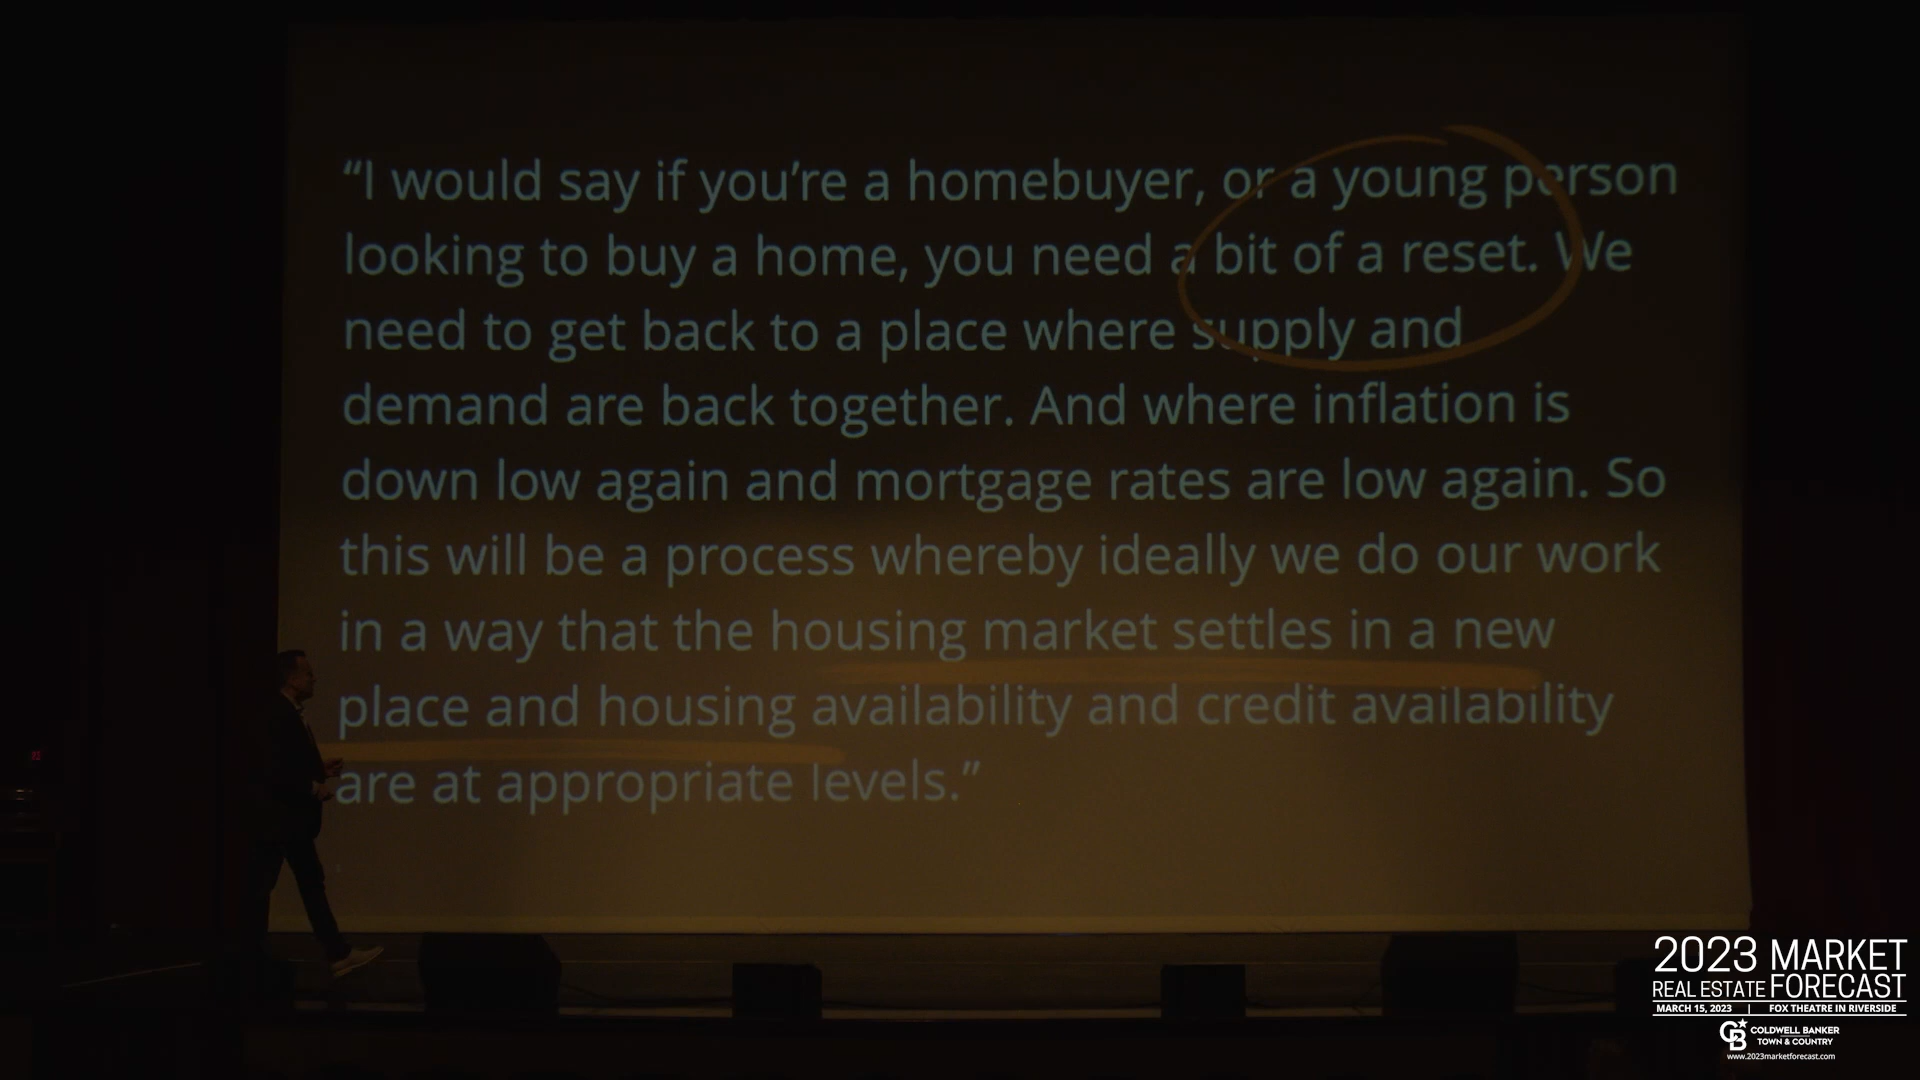 “I would say if you’re a homebuyer, or a young person
looking to buy a home, you need a bit of a reset. We
need to get back to a place where supply and
demand are back together. And where inflation is
down low again and mortgage rates are low again. So
this will be a process whereby ideally we do our work
in a way that the housing market settles in a new
place and housing availability and credit availability
are at appropriate levels.”
2023 MARKET
REAL ESTATE FORECAST
MARCH 15, 2023 | FOX THEATRE IN RIVERSIDE
CB COLDWELL BANKER
TOWN & COUNTRY
www.2023marketforecast.com